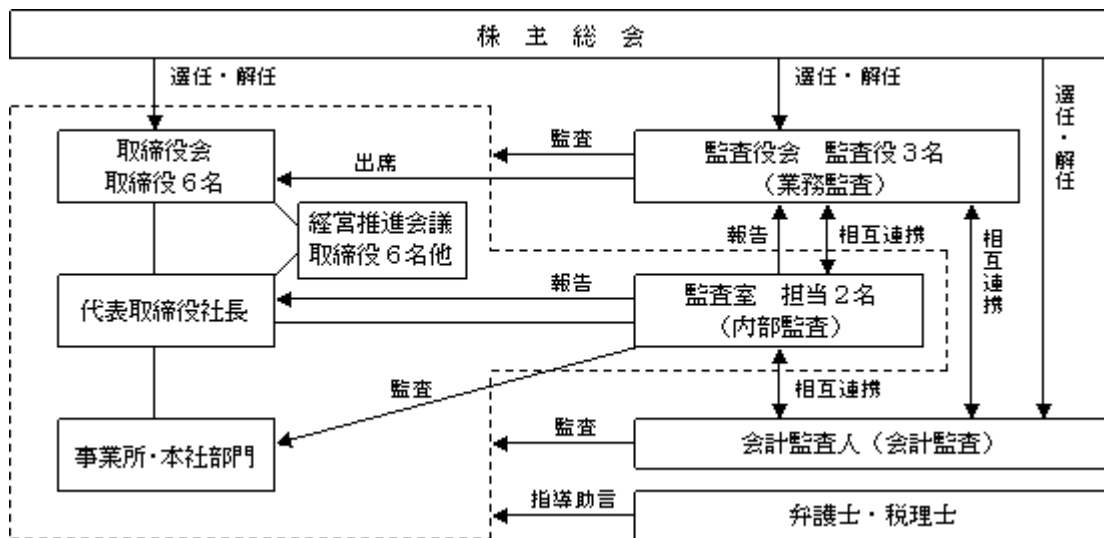 株主総会
選任・解任
選任・解任
選任・解任
取締役会
取締役6名
監査
出席
監査役会 監査役3名
(業務監査)
経営推進会議
取締役6名他
報告
相互連携
相互連携
代表取締役社長
報告
監査室 担当2名
(内部監査)
監査
相互連携
事業所・本社部門
監査
会計監査人(会計監査)
指導助言
弁護士・税理士